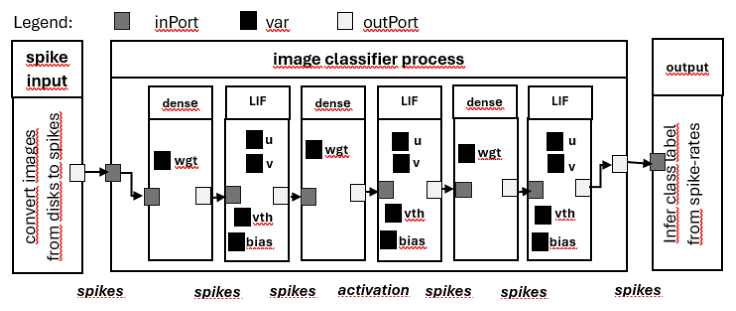 Legend:
inPort
var
outPort
spike
input
convert images
from disks to spikes
image classifier process
dense
wgt
LIF
u
v
vth
bias
dense
wgt
LIF
u
v
vth
bias
dense
wgt
LIF
u
v
vth
bias
output
Infer class label
from spike-rates
spikes
spikes
spikes
activation
spikes
spikes
spikes